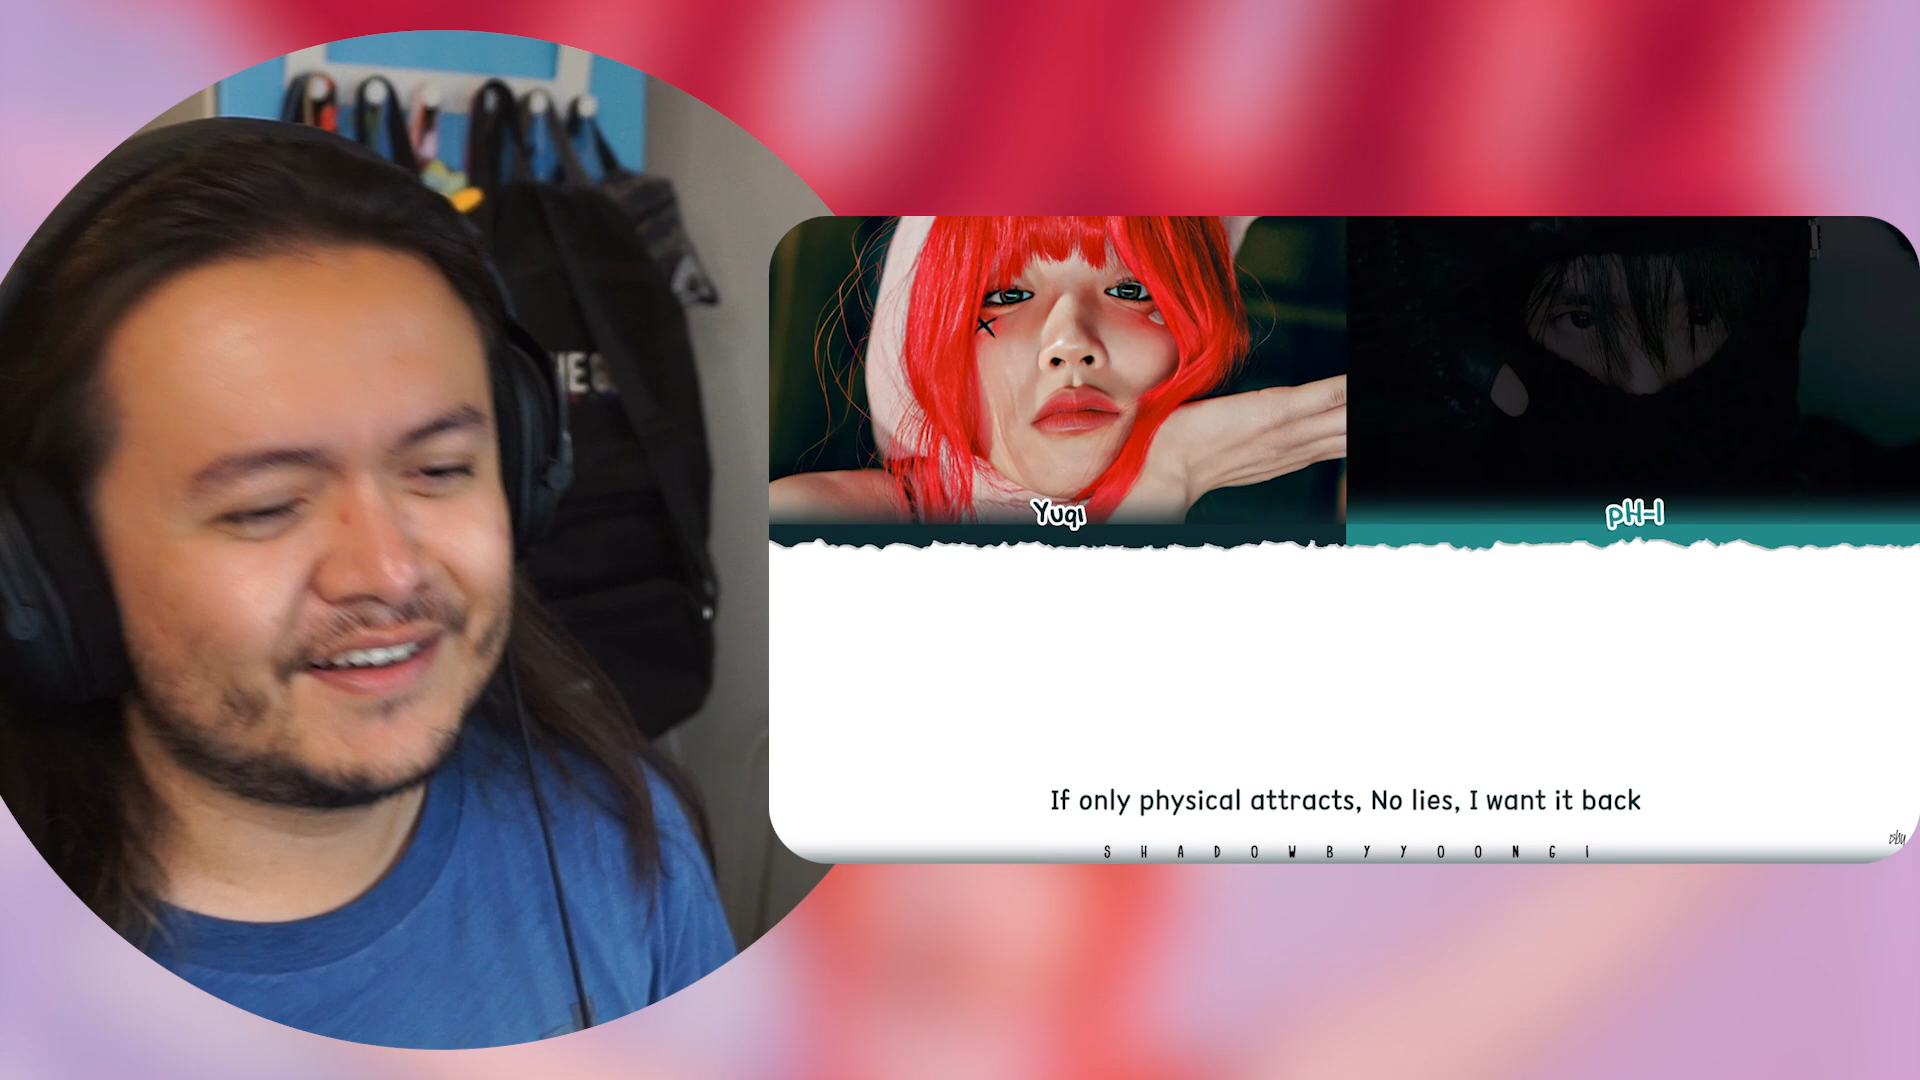 Yuqi
pH-1
If only physical attracts, No lies, I want it back
SHADOWBYYOONGI